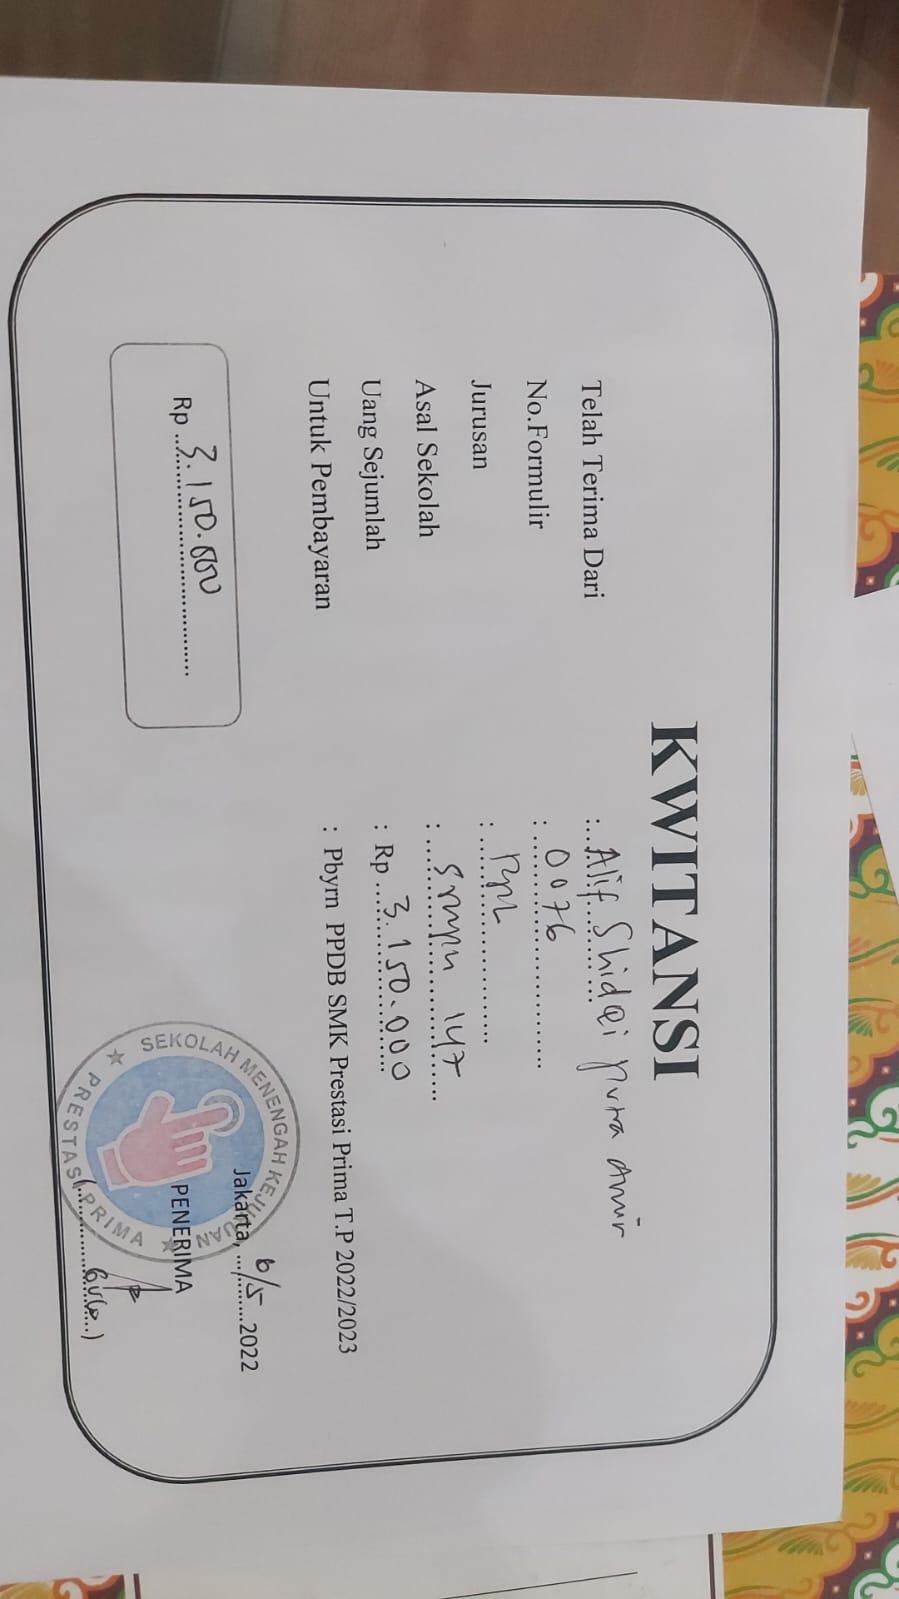 KWITANSI
Telah Terima Dari : Alif Shidqi putra Amir
No.Formulir : 0076
Jurusan : RPL
Asal Sekolah : SMPN 147
Uang Sejumlah : Rp 3.150.000
Untuk Pembayaran : Pbyrn PPDB SMK Prestasi Prima T.P 2022/2023
Rp 3.150.000
Jakarta, 6/5 2022
PENERIMA
SEKOLAH MENENGAH KEJURUAN
PRESTASI PRIMA